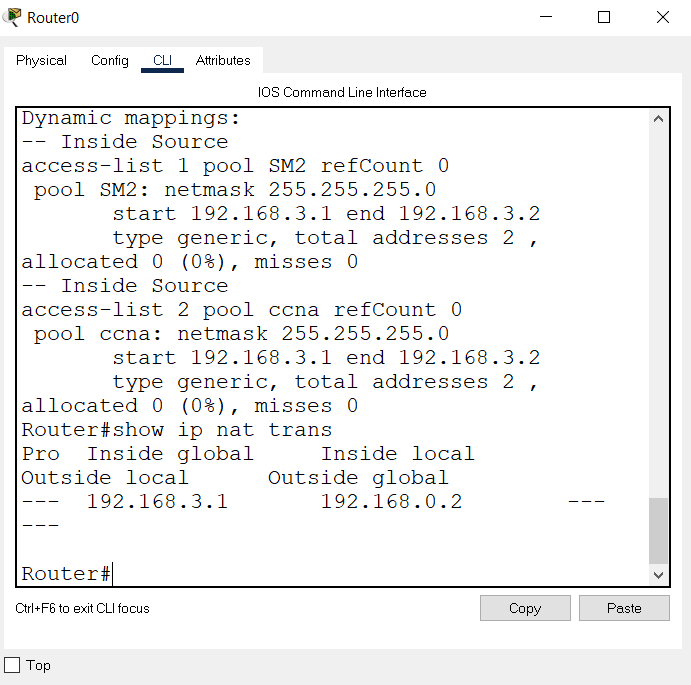 Router0
Physical Config CLI Attributes
IOS Command Line Interface
Dynamic mappings:
-- Inside Source
access-list 1 pool SM2 refCount 0
 pool SM2: netmask 255.255.255.0
       start 192.168.3.1 end 192.168.3.2
       type generic, total addresses 2 ,
allocated 0 (0%), misses 0
-- Inside Source
access-list 2 pool ccna refCount 0
 pool ccna: netmask 255.255.255.0
       start 192.168.3.1 end 192.168.3.2
       type generic, total addresses 2 ,
allocated 0 (0%), misses 0
Router#show ip nat trans
Pro  Inside global     Inside local
Outside local      Outside global
---  192.168.3.1       192.168.0.2        ---
---
Router#
Ctrl+F6 to exit CLI focus
Copy Paste
Top